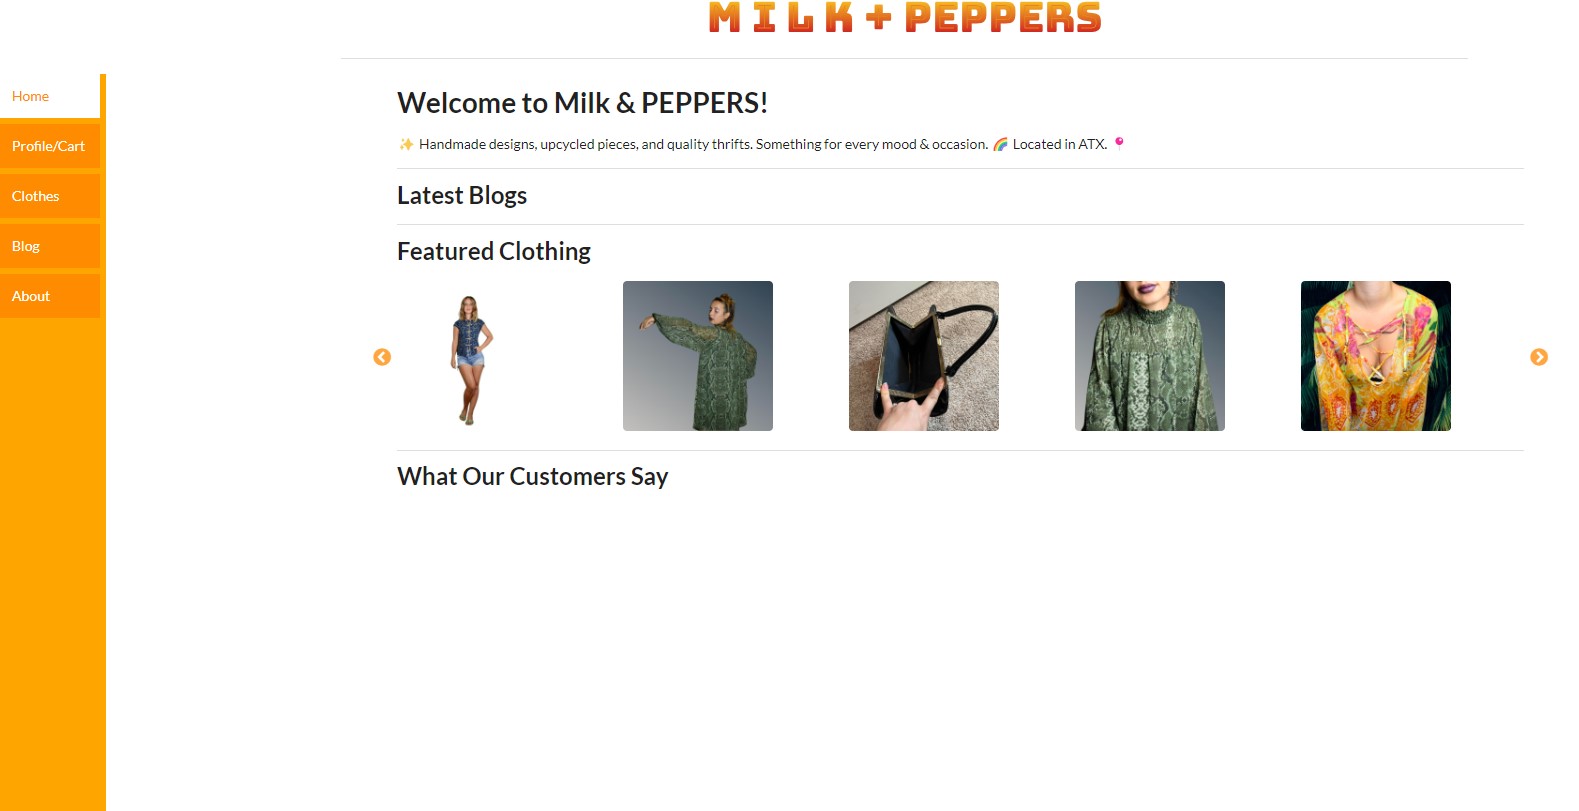 MILK + PEPPERS
Home
Profile/Cart
Clothes
Blog
About
Welcome to Milk & PEPPERS!
✨ Handmade designs, upcycled pieces, and quality thrifts. Something for every mood & occasion. 🌈 Located in ATX. 📍
Latest Blogs
Featured Clothing
What Our Customers Say